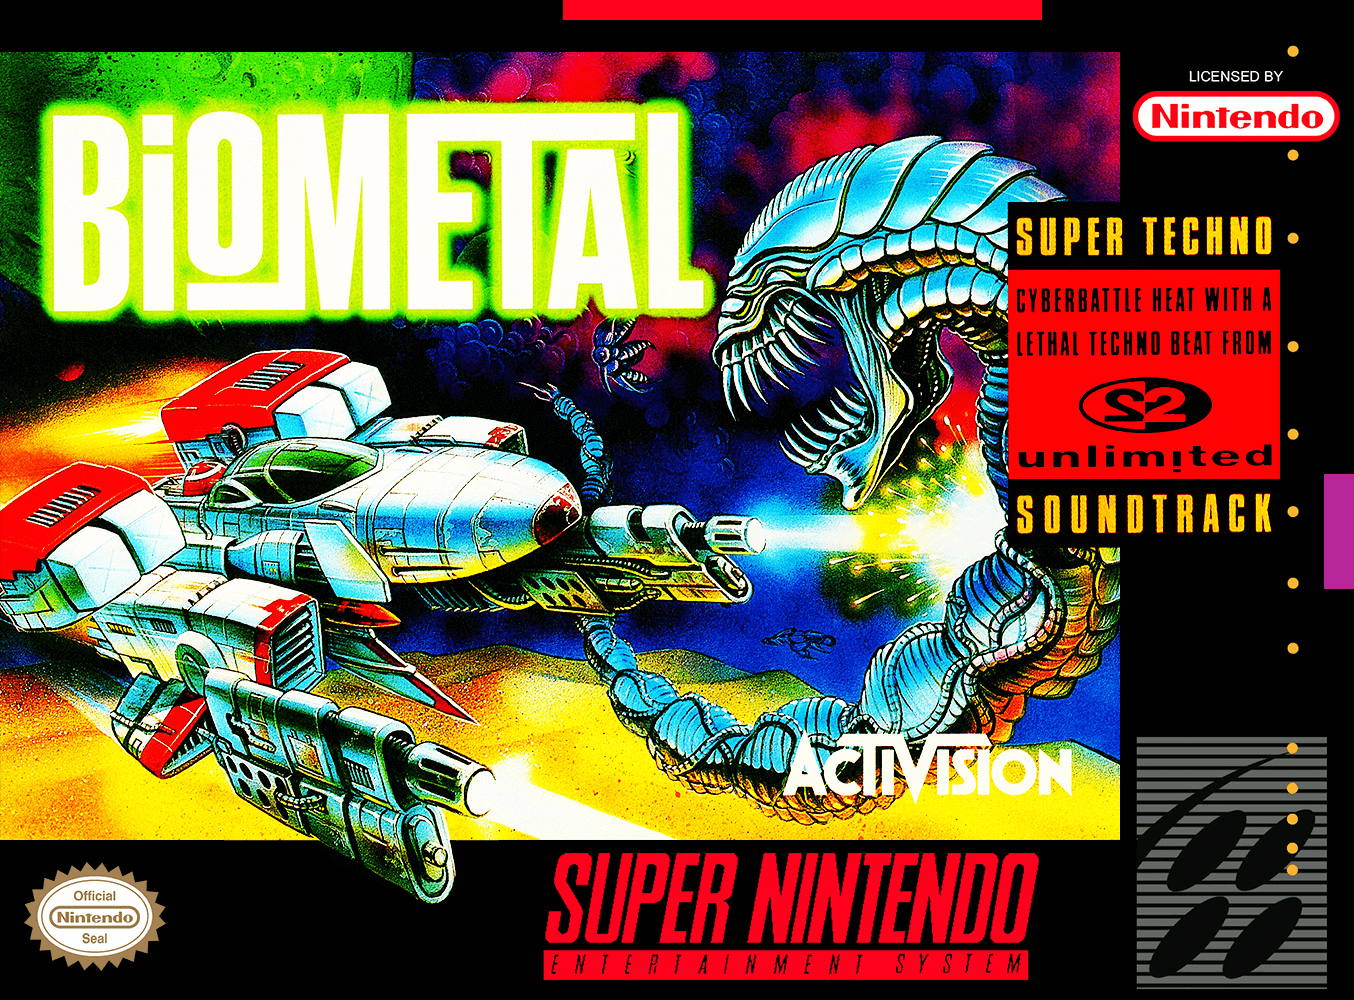 BiOMETAL
LICENSED BY
Nintendo
SUPER TECHNO
CYBERBATTLE HEAT WITH A
LETHAL TECHNO BEAT FROM
2
unlimited
SOUNDTRACK
ACTIVISION
Official
Nintendo
Seal
SUPER NINTENDO
ENTERTAINMENT SYSTEM